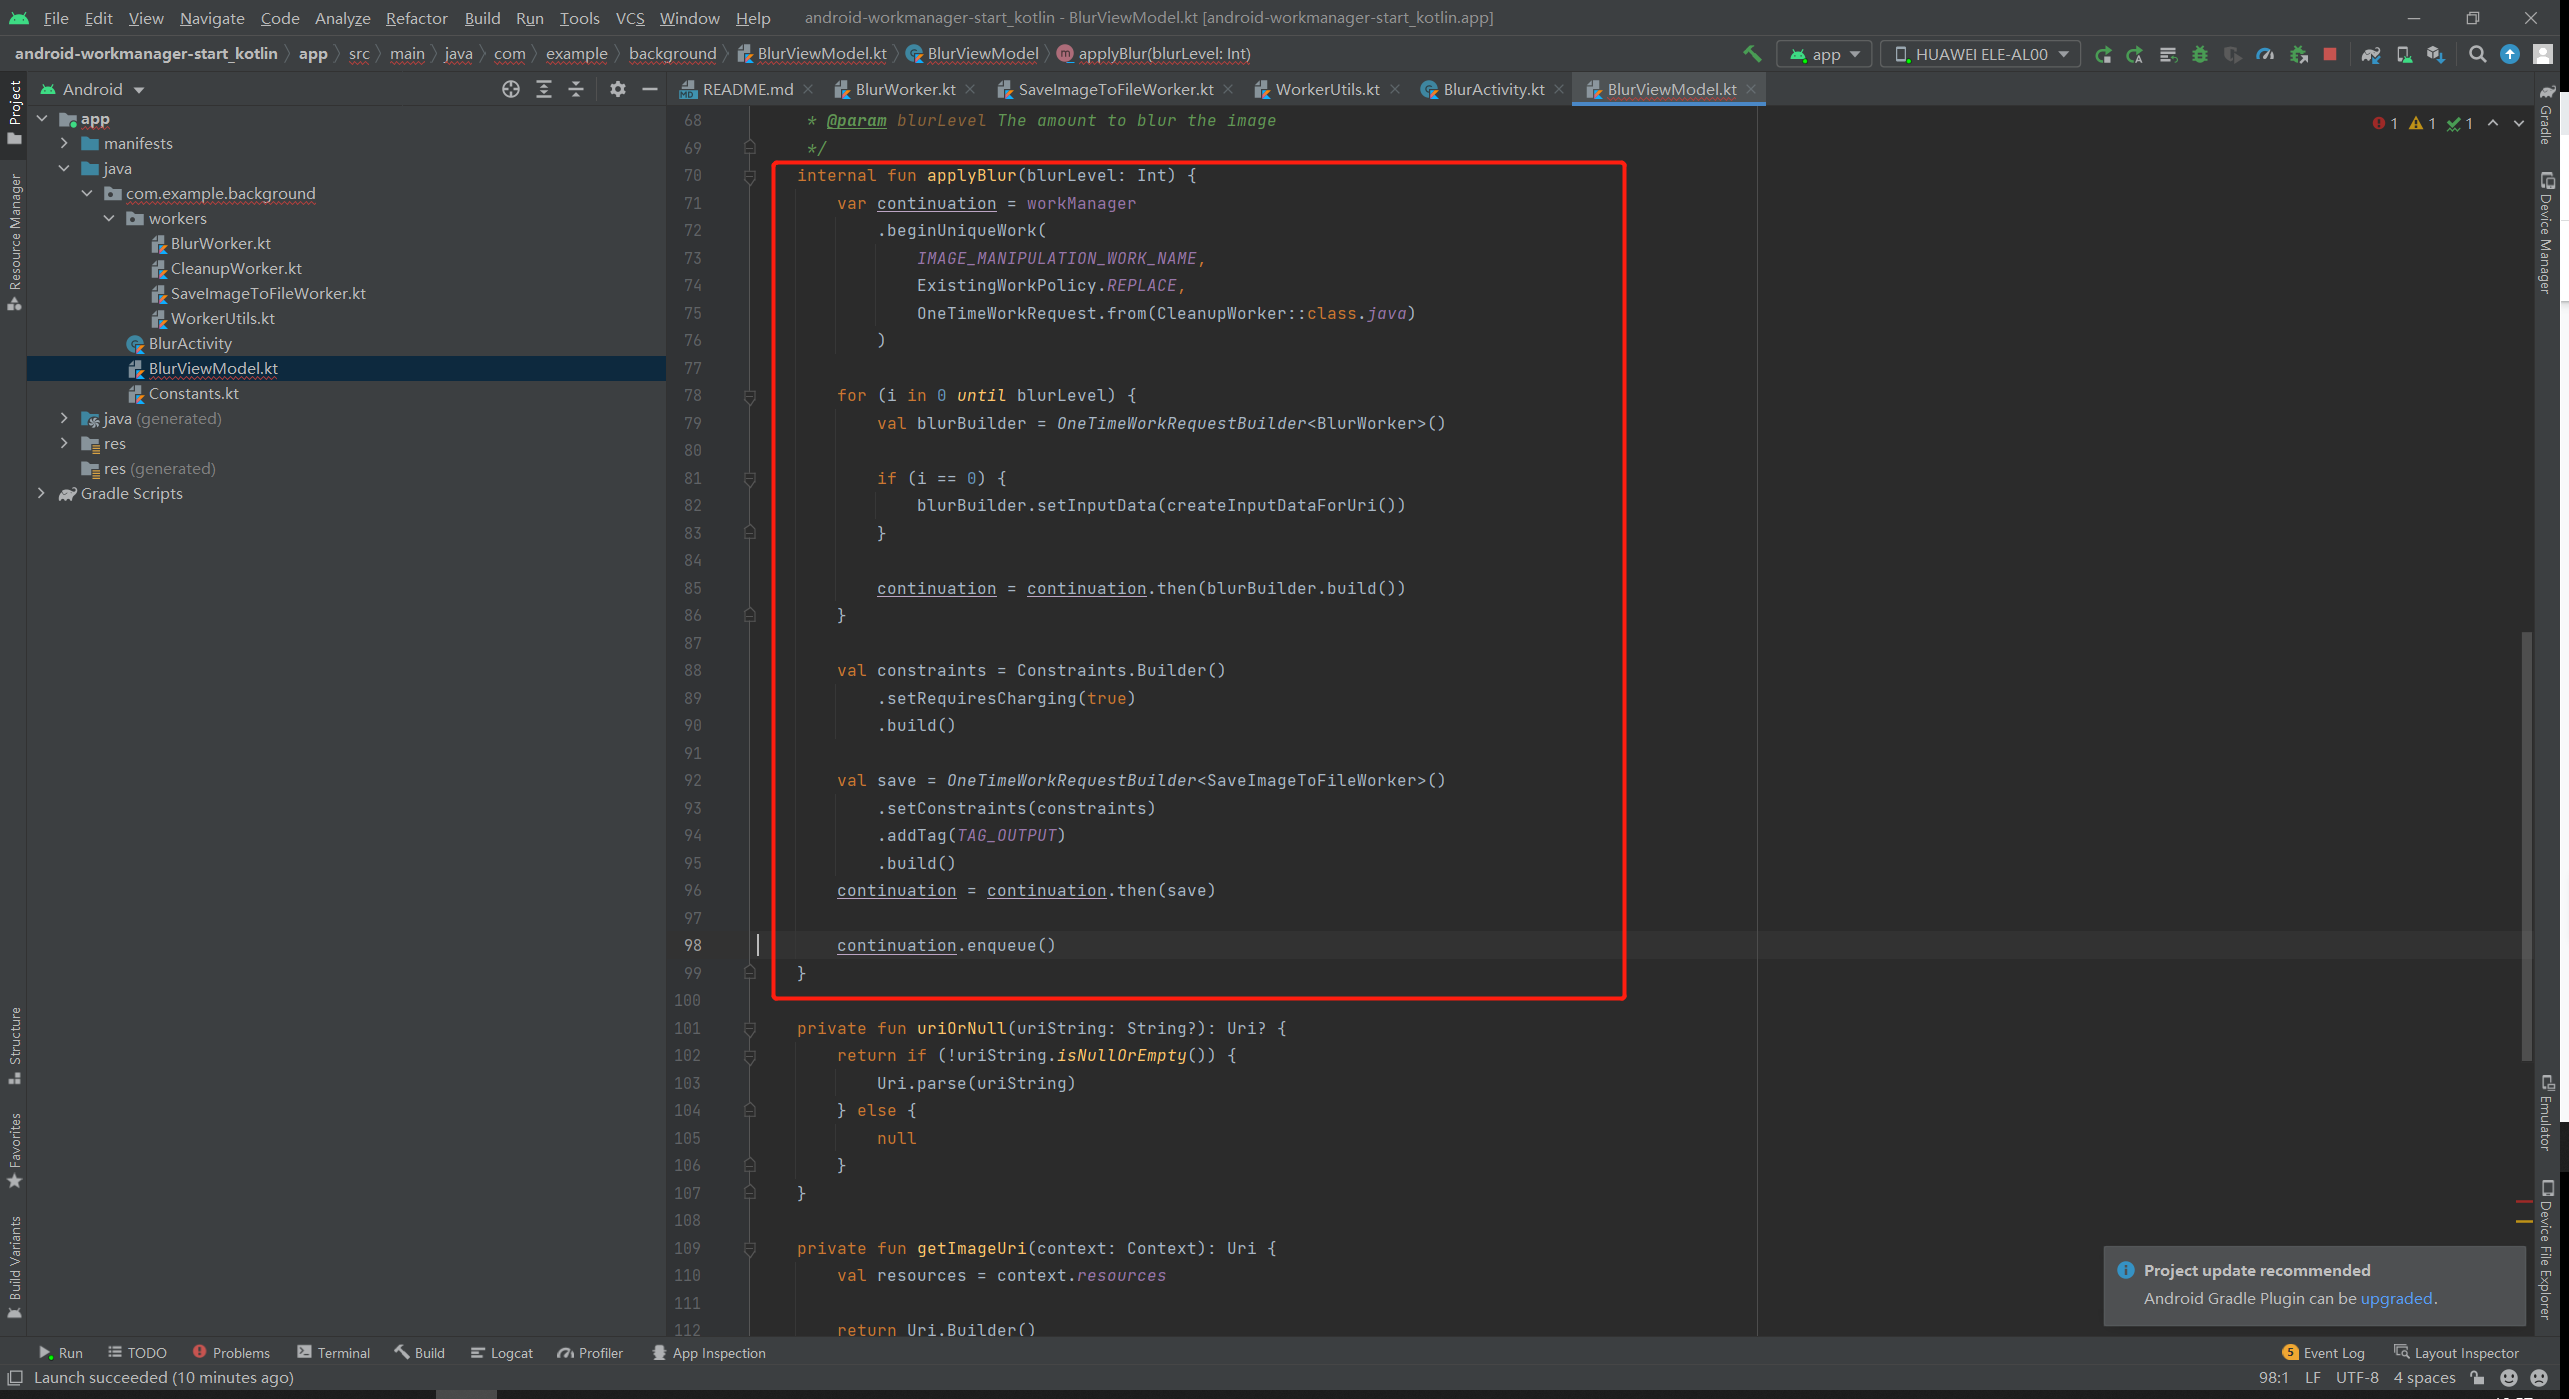 File Edit View Navigate Code Analyze Refactor Build Run Tools VCS Window Help android-workmanager-start_kotlin - BlurViewModel.kt [android-workmanager-start_kotlin.app]
android-workmanager-start_kotlin app src main java com example background BlurViewModel.kt BlurViewModel applyBlur(blurLevel: Int) app HUAWEI ELE-AL00
Android
README.md BlurWorker.kt SaveImageToFileWorker.kt WorkerUtils.kt BlurActivity.kt BlurViewModel.kt
Project
Resource Manager
Structure
Favorites
Build Variants
app
manifests
java
com.example.background
workers
BlurWorker.kt
CleanupWorker.kt
SaveImageToFileWorker.kt
WorkerUtils.kt
BlurActivity
BlurViewModel.kt
Constants.kt
java (generated)
res
res (generated)
Gradle Scripts
1 1 1
68 * @param blurLevel The amount to blur the image
69 */
70 internal fun applyBlur(blurLevel: Int) {
71 var continuation = workManager
72 .beginUniqueWork(
73 IMAGE_MANIPULATION_WORK_NAME,
74 ExistingWorkPolicy.REPLACE,
75 OneTimeWorkRequest.from(CleanupWorker::class.java)
76 )
77
78 for (i in 0 until blurLevel) {
79 val blurBuilder = OneTimeWorkRequestBuilder<BlurWorker>()
80
81 if (i == 0) {
82 blurBuilder.setInputData(createInputDataForUri())
83 }
84
85 continuation = continuation.then(blurBuilder.build())
86 }
87
88 val constraints = Constraints.Builder()
89 .setRequiresCharging(true)
90 .build()
91
92 val save = OneTimeWorkRequestBuilder<SaveImageToFileWorker>()
93 .setConstraints(constraints)
94 .addTag(TAG_OUTPUT)
95 .build()
96 continuation = continuation.then(save)
97
98 continuation.enqueue()
99 }
100
101 private fun uriOrNull(uriString: String?): Uri? {
102 return if (!uriString.isNullOrEmpty()) {
103 Uri.parse(uriString)
104 } else {
105 null
106 }
107 }
108
109 private fun getImageUri(context: Context): Uri {
110 val resources = context.resources
111
112 return Uri.Builder()
Gradle
Device Manager
Emulator
Device File Explorer
Project update recommended
Android Gradle Plugin can be upgraded.
Run TODO Problems Terminal Build Logcat Profiler App Inspection 5 Event Log Layout Inspector
Launch succeeded (10 minutes ago) 98:1 LF UTF-8 4 spaces